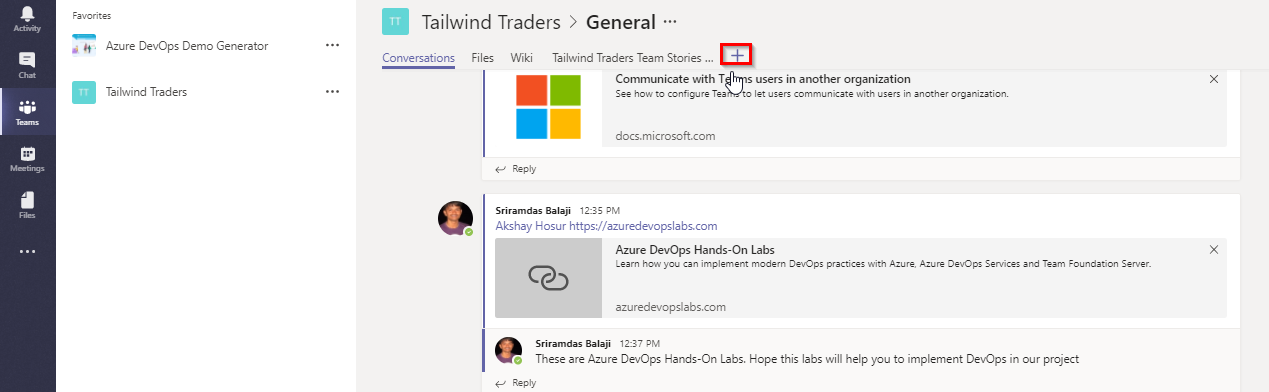 Activity
Chat
Teams
Meetings
Files
Favorites
Azure DevOps Demo Generator
TT
Tailwind Traders
TT
Tailwind Traders > General ...
Conversations Files Wiki Tailwind Traders Team Stories ...
Communicate with Teams users in another organization
See how to configure Teams to let users communicate with users in another organization.
docs.microsoft.com
Reply
Sriramdas Balaji 12:35 PM
Akshay Hosur https://azuredevopslabs.com
Azure DevOps Hands-On Labs
Learn how you can implement modern DevOps practices with Azure, Azure DevOps Services and Team Foundation Server.
azuredevopslabs.com
Sriramdas Balaji 12:37 PM
These are Azure DevOps Hands-On Labs. Hope this labs will help you to implement DevOps in our project
Reply